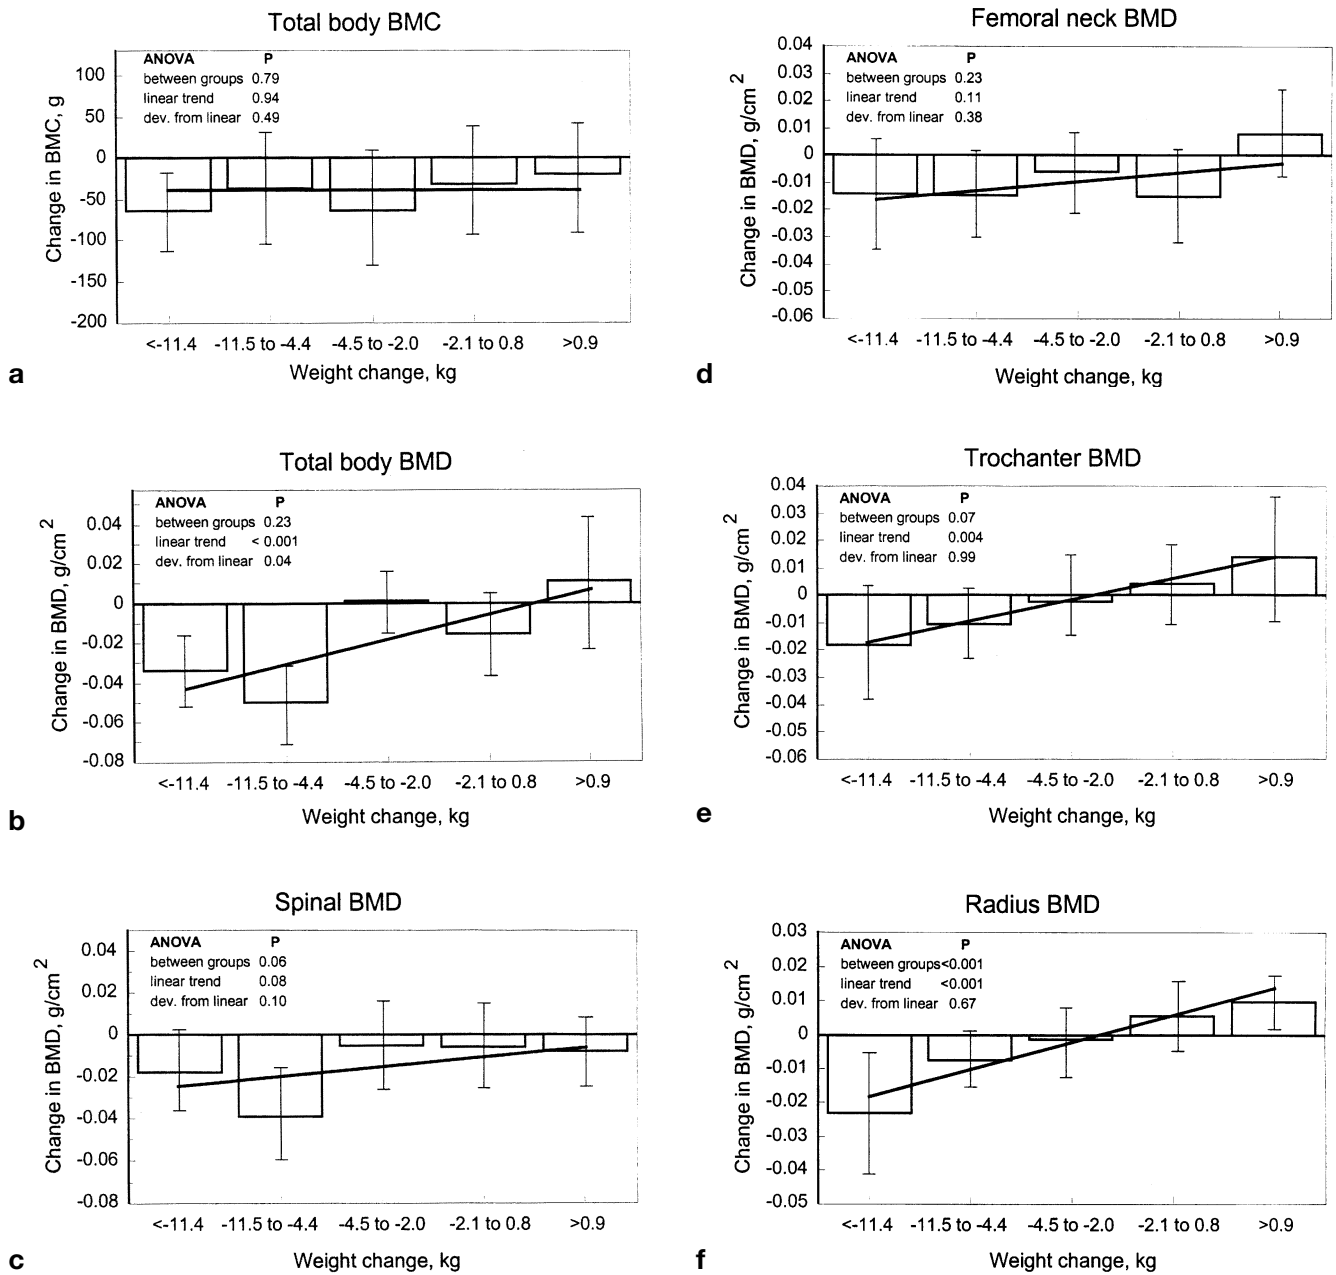 Total body BMC
ANOVA P
between groups 0.79
linear trend 0.94
dev. from linear 0.49
100
50
0
-50
-100
-150
-200
Change in BMC, g
<-11.4 -11.5 to -4.4 -4.5 to -2.0 -2.1 to 0.8 >0.9
Weight change, kg
a
Femoral neck BMD
ANOVA P
between groups 0.23
linear trend 0.11
dev. from linear 0.38
0.04
0.03
0.02
0.01
0
-0.01
-0.02
-0.03
-0.04
-0.05
-0.06
Change in BMD, g/cm²
<-11.4 -11.5 to -4.4 -4.5 to -2.0 -2.1 to 0.8 >0.9
Weight change, kg
d
Total body BMD
ANOVA P
between groups 0.23
linear trend < 0.001
dev. from linear 0.04
0.04
0.02
0
-0.02
-0.04
-0.06
-0.08
Change in BMD, g/cm²
<-11.4 -11.5 to -4.4 -4.5 to -2.0 -2.1 to 0.8 >0.9
Weight change, kg
b
Trochanter BMD
ANOVA P
between groups 0.07
linear trend 0.004
dev. from linear 0.99
0.04
0.03
0.02
0.01
0
-0.01
-0.02
-0.03
-0.04
-0.05
-0.06
Change in BMD, g/cm²
<-11.4 -11.5 to -4.4 -4.5 to -2.0 -2.1 to 0.8 >0.9
Weight change, kg
e
Spinal BMD
ANOVA P
between groups 0.06
linear trend 0.08
dev. from linear 0.10
0.04
0.02
0
-0.02
-0.04
-0.06
-0.08
Change in BMD, g/cm²
<-11.4 -11.5 to -4.4 -4.5 to -2.0 -2.1 to 0.8 >0.9
Weight change, kg
c
Radius BMD
ANOVA P
between groups<0.001
linear trend <0.001
dev. from linear 0.67
0.03
0.02
0.010
0
-0.01
-0.02
-0.03
-0.04
-0.05
Change in BMD, g/cm²
<-11.4 -11.5 to -4.4 -4.5 to -2.0 -2.1 to 0.8 >0.9
Weight change, kg
f